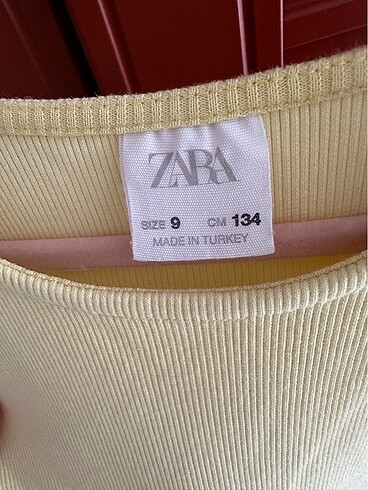 ZARA
SIZE 9 CM 134
MADE IN TURKEY